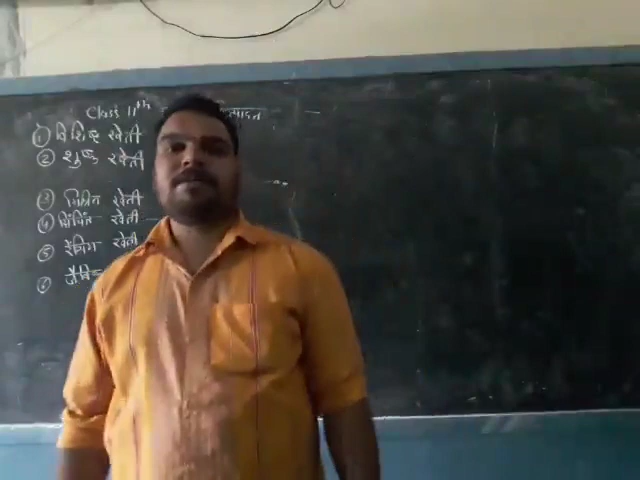 Class 11th
① विशिष्ट खेती
② शुष्क खेती
③ मिश्रित खेती
④ सिंचित खेती
⑤ रैंचिंग खेती
⑥